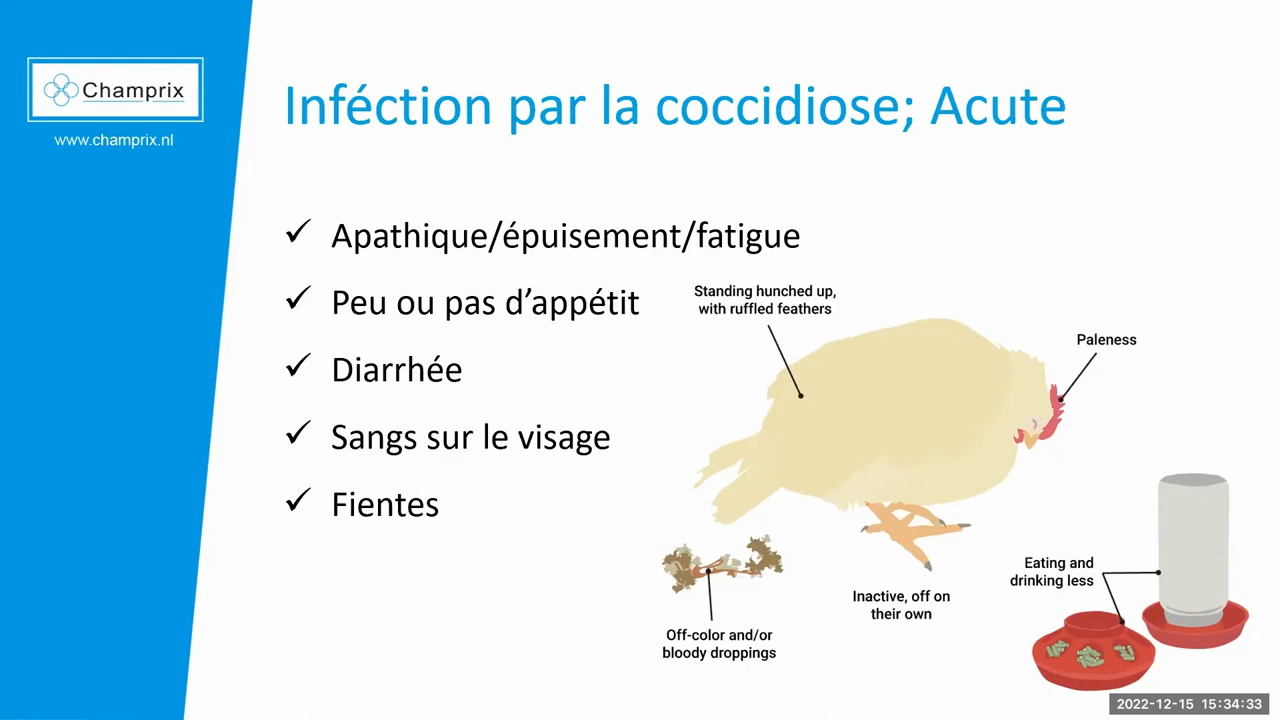 Champrix
www.champrix.nl
Inféction par la coccidiose; Acute
✓ Apathique/épuisement/fatigue
✓ Peu ou pas d’appétit
✓ Diarrhée
✓ Sangs sur le visage
✓ Fientes
Standing hunched up,
with ruffled feathers
Paleness
Off-color and/or
bloody droppings
Inactive, off on
their own
Eating and
drinking less
2022-12-15 15:34:33